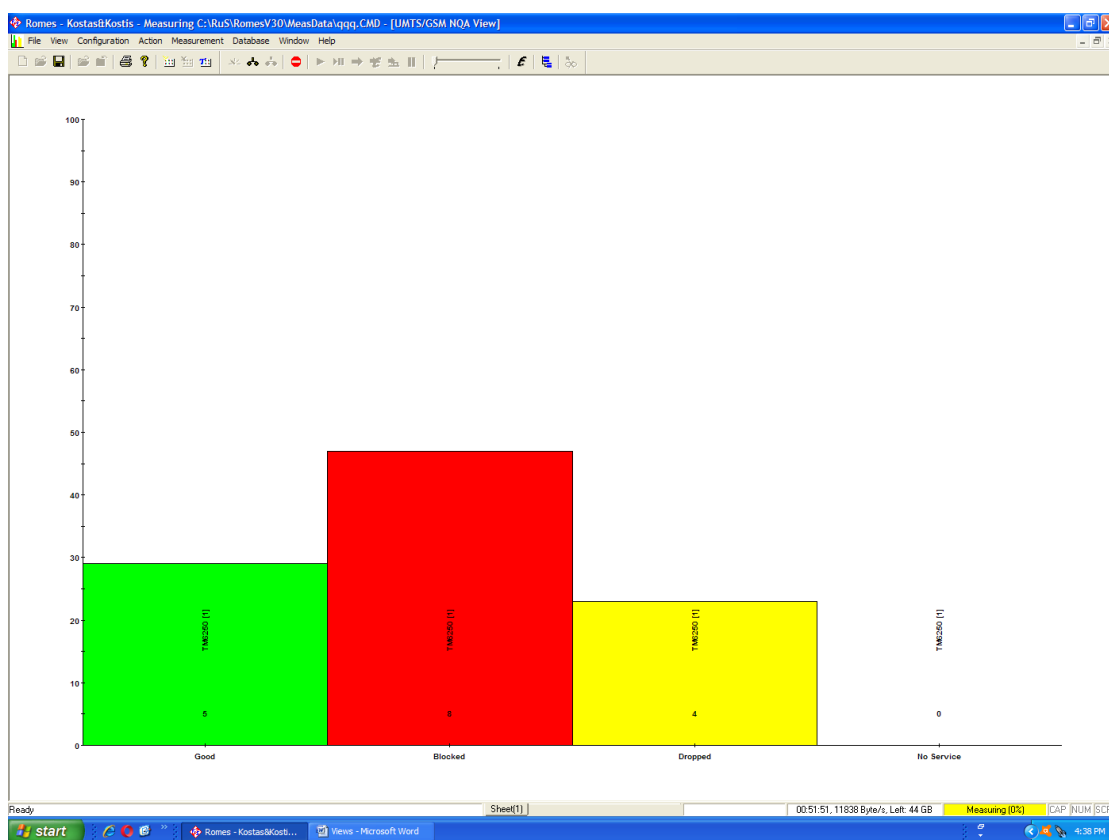 Romes - Kostas&Kostis - Measuring C:\RuS\RomesV30\MeasData\qqq.CMD - [UMTS/GSM NQA View]
File View Configuration Action Measurement Database Window Help
100
90
80
70
60
50
40
30
20
10
0
TM6250 [1]
TM6250 [1]
TM6250 [1]
TM6250 [1]
5
8
4
0
Good
Blocked
Dropped
No Service
Ready
Sheet(1)
00:51:51, 11838 Byte/s, Left: 44 GB
Measuring (0%)
CAP NUM SCF
start
Romes - Kostas&Kosti...
Views - Microsoft Word
4:38 PM